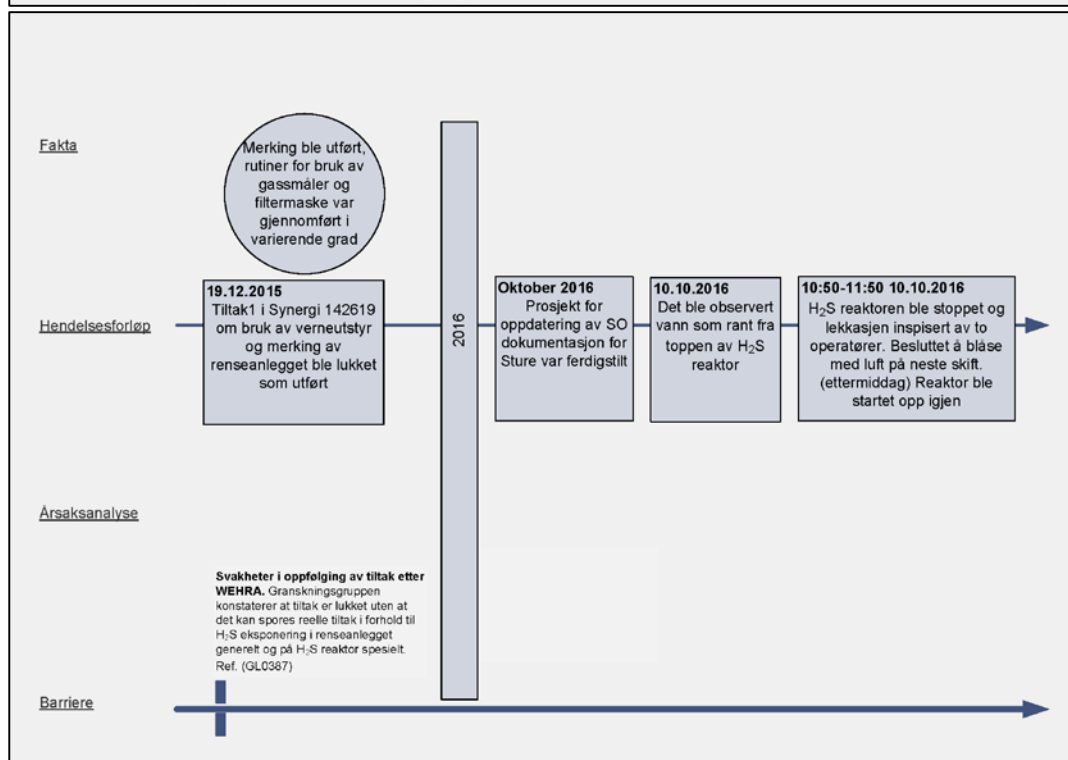 Fakta
Merking ble utført,
rutiner for bruk av
gassmåler og
filtermaske var
gjennomført i
varierende grad
Hendelsesforløp
19.12.2015
Tiltak1 i Synergi 142619
om bruk av verneutstyr
og merking av
renseanlegget ble lukket
som utført
2016
Oktober 2016
Prosjekt for
oppdatering av SO
dokumentasjon for
Sture var ferdigstilt
10.10.2016
Det ble observert
vann som rant fra
toppen av H₂S
reaktor
10:50-11:50 10.10.2016
H₂S reaktoren ble stoppet og
lekkasjen inspisert av to
operatører. Besluttet å blåse
med luft på neste skift.
(ettermiddag) Reaktor ble
startet opp igjen
Årsaksanalyse
Svakheter i oppfølging av tiltak etter
WEHRA. Granskningsgruppen
konstaterer at tiltak er lukket uten at
det kan spores reelle tiltak i forhold til
H₂S eksponering i renseanlegget
generelt og på H₂S reaktor spesielt.
Ref. (GL0387)
Barriere